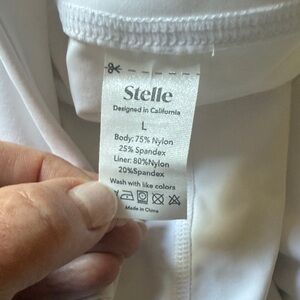 Stelle
Designed in California
L
Body: 75% Nylon
25% Spandex
Liner: 80%Nylon
20%Spandex
Wash with like colors
Made in China